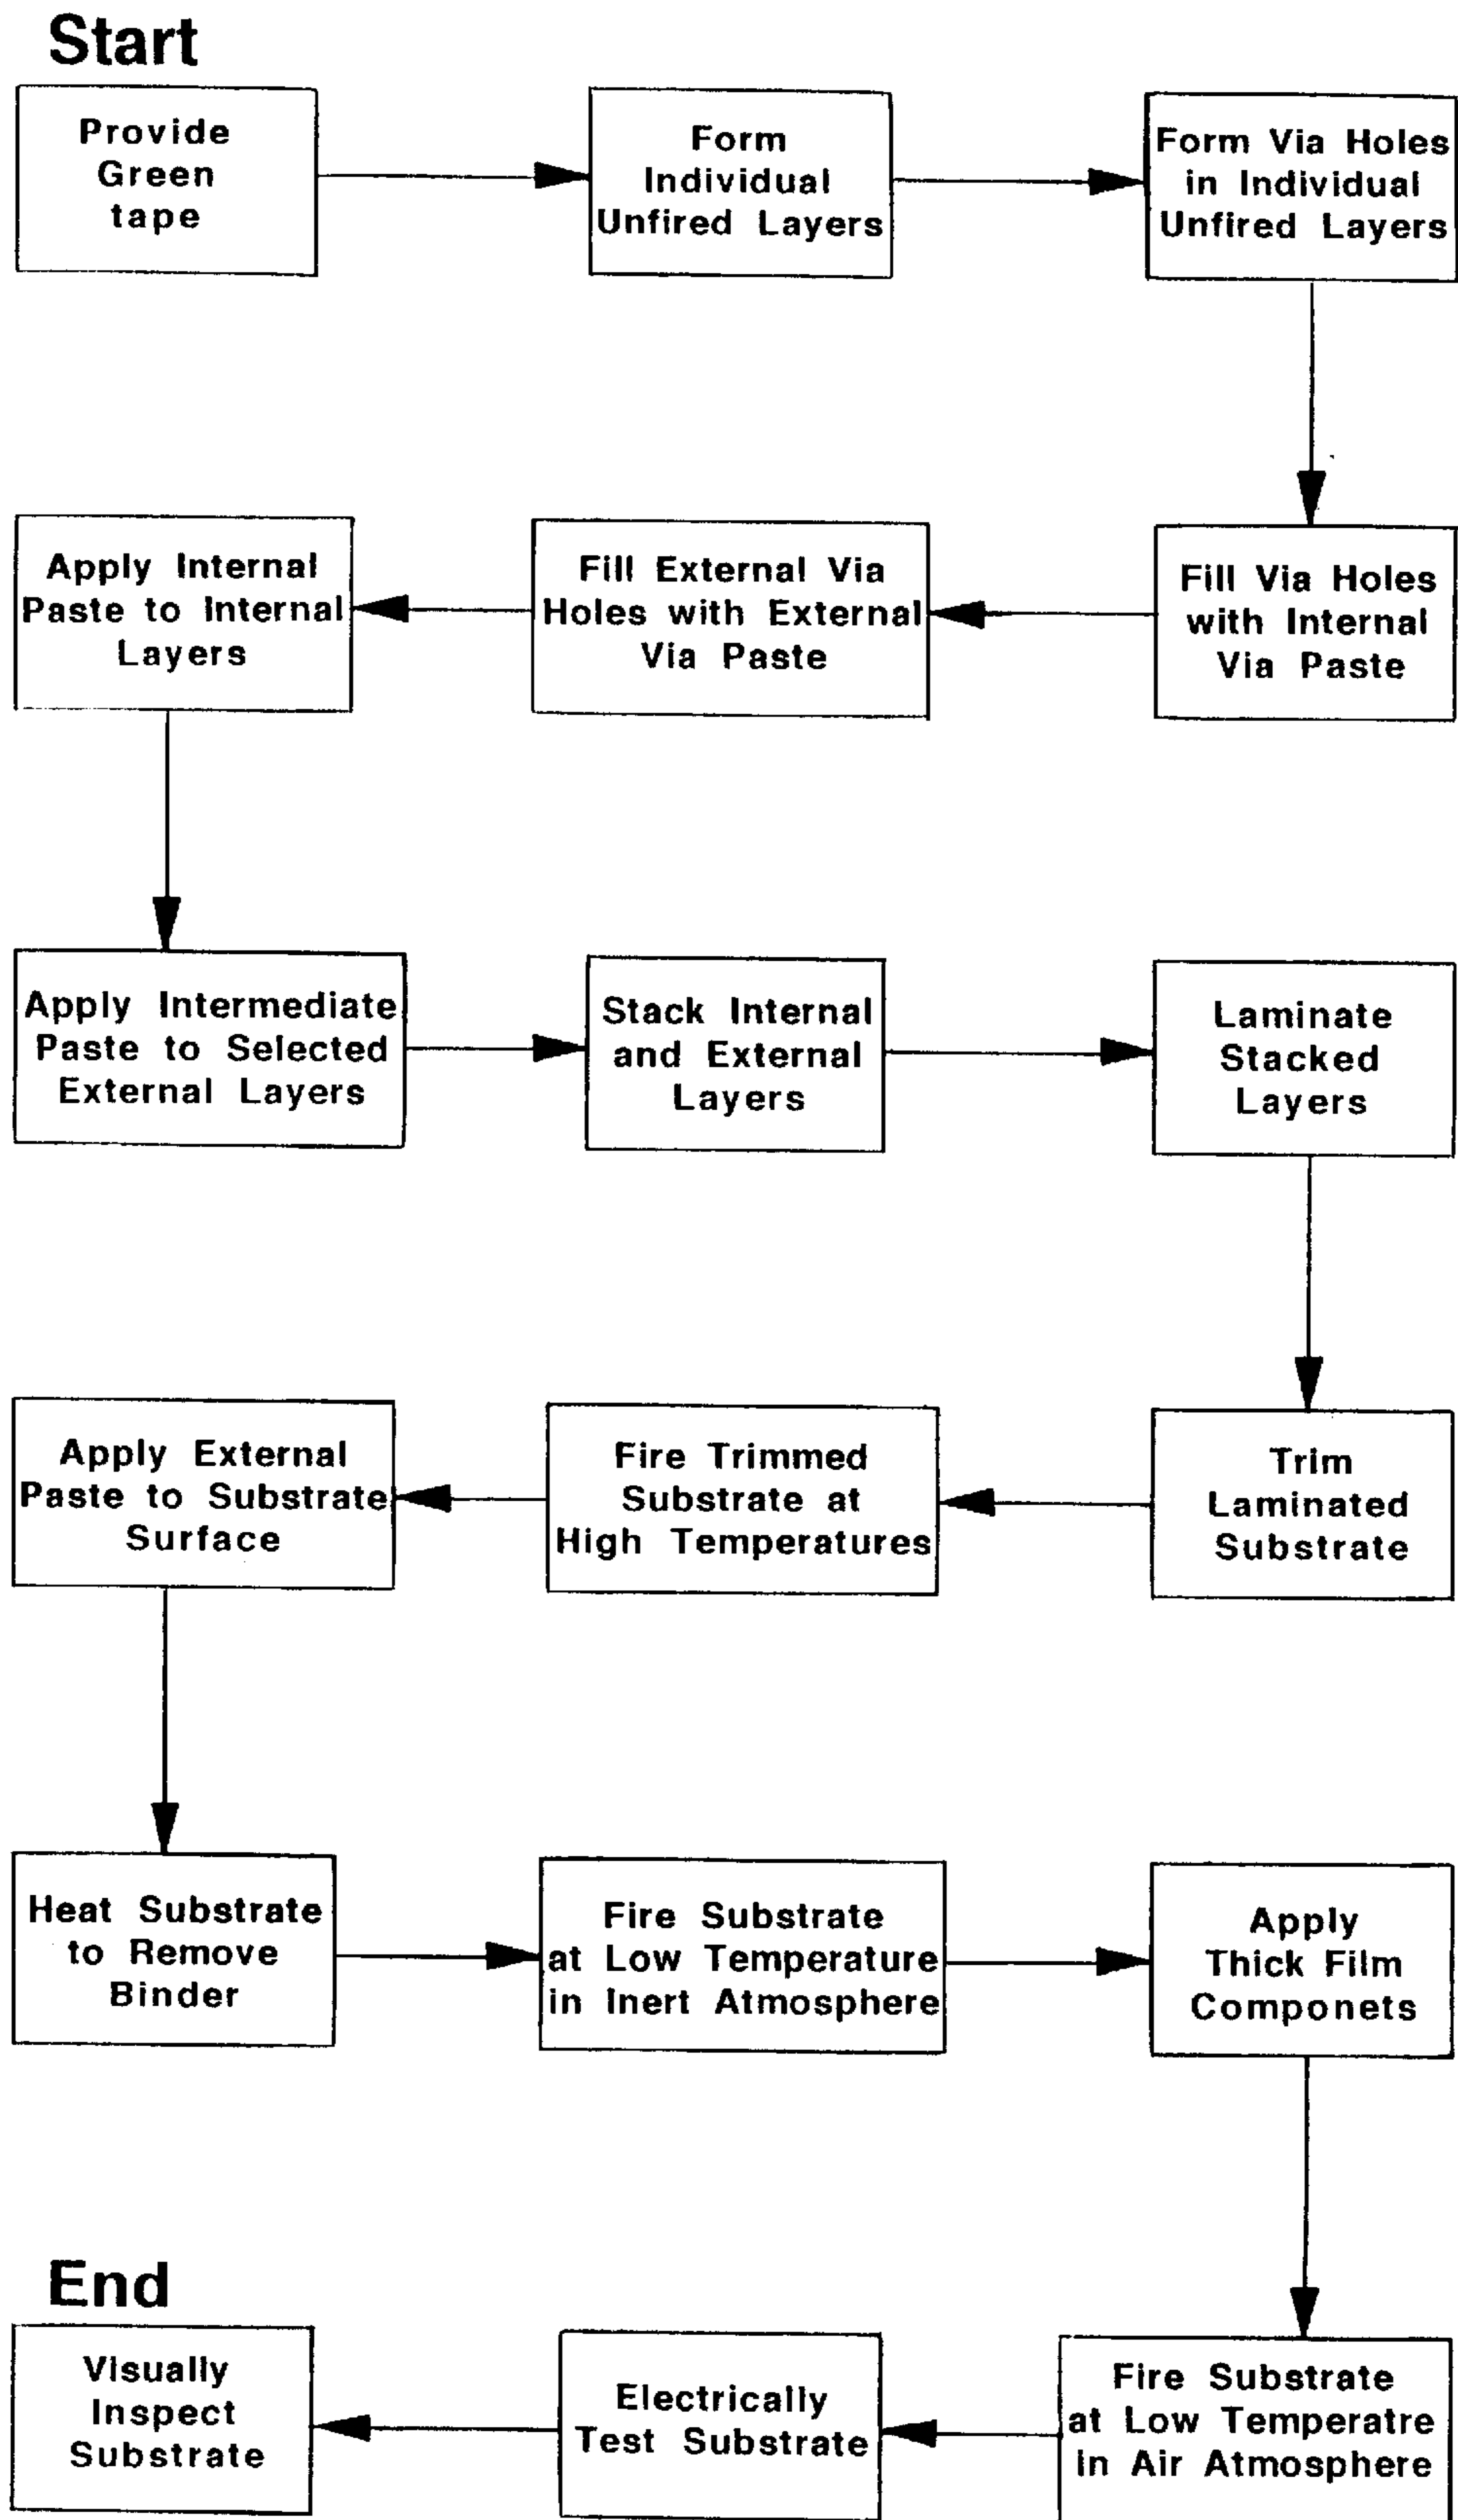 Start
Provide
Green
tape
Form
Individual
Unfired Layers
Form Via Holes
in Individual
Unfired Layers
Fill Via Holes
with Internal
Via Paste
Fill External Via
Holes with External
Via Paste
Apply Internal
Paste to Internal
Layers
Apply Intermediate
Paste to Selected
External Layers
Stack Internal
and External
Layers
Laminate
Stacked
Layers
Trim
Laminated
Substrate
Fire Trimmed
Substrate at
High Temperatures
Apply External
Paste to Substrate
Surface
Heat Substrate
to Remove
Binder
Fire Substrate
at Low Temperature
in Inert Atmosphere
Apply
Thick Film
Componets
Fire Substrate
at Low Temperatre
in Air Atmosphere
Electrically
Test Substrate
End
Visually
Inspect
Substrate